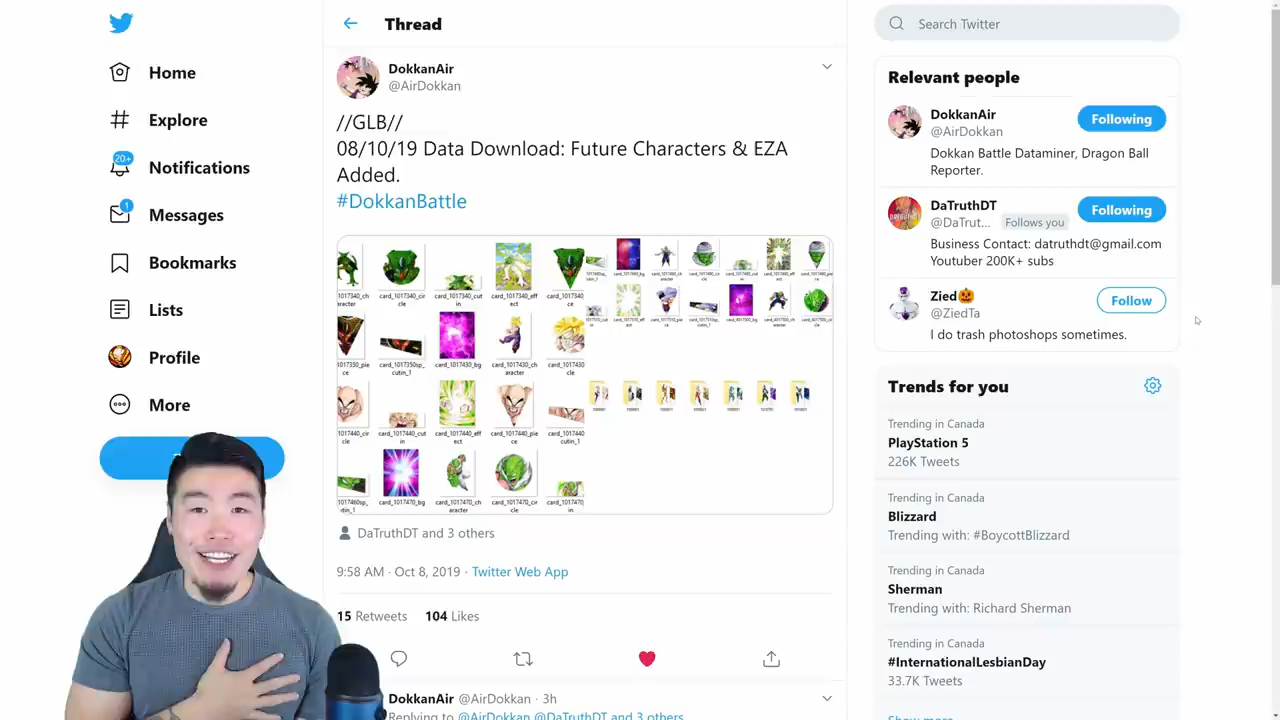 Home
Explore
20+
Notifications
1
Messages
Bookmarks
Lists
Profile
More
Thread
DokkanAir
@AirDokkan
//GLB//
08/10/19 Data Download: Future Characters & EZA
Added.
#DokkanBattle
DaTruthDT and 3 others
9:58 AM · Oct 8, 2019 · Twitter Web App
15 Retweets 104 Likes
DokkanAir @AirDokkan · 3h
Replying to @AirDokkan @DaTruthDT and 3 others
Search Twitter
Relevant people
DokkanAir
@AirDokkan
Following
Dokkan Battle Dataminer, Dragon Ball
Reporter.
DaTruthDT
@DaTrut... Follows you
Following
Business Contact: datruthdt@gmail.com
Youtube 200K+ subs
Zied🎃
@ZiedTa
Follow
I do trash photoshops sometimes.
Trends for you
Trending in Canada
PlayStation 5
226K Tweets
Trending in Canada
Blizzard
Trending with: #BoycottBlizzard
Trending in Canada
Sherman
Trending with: Richard Sherman
Trending in Canada
#InternationalLesbianDay
33.7K Tweets
Show more